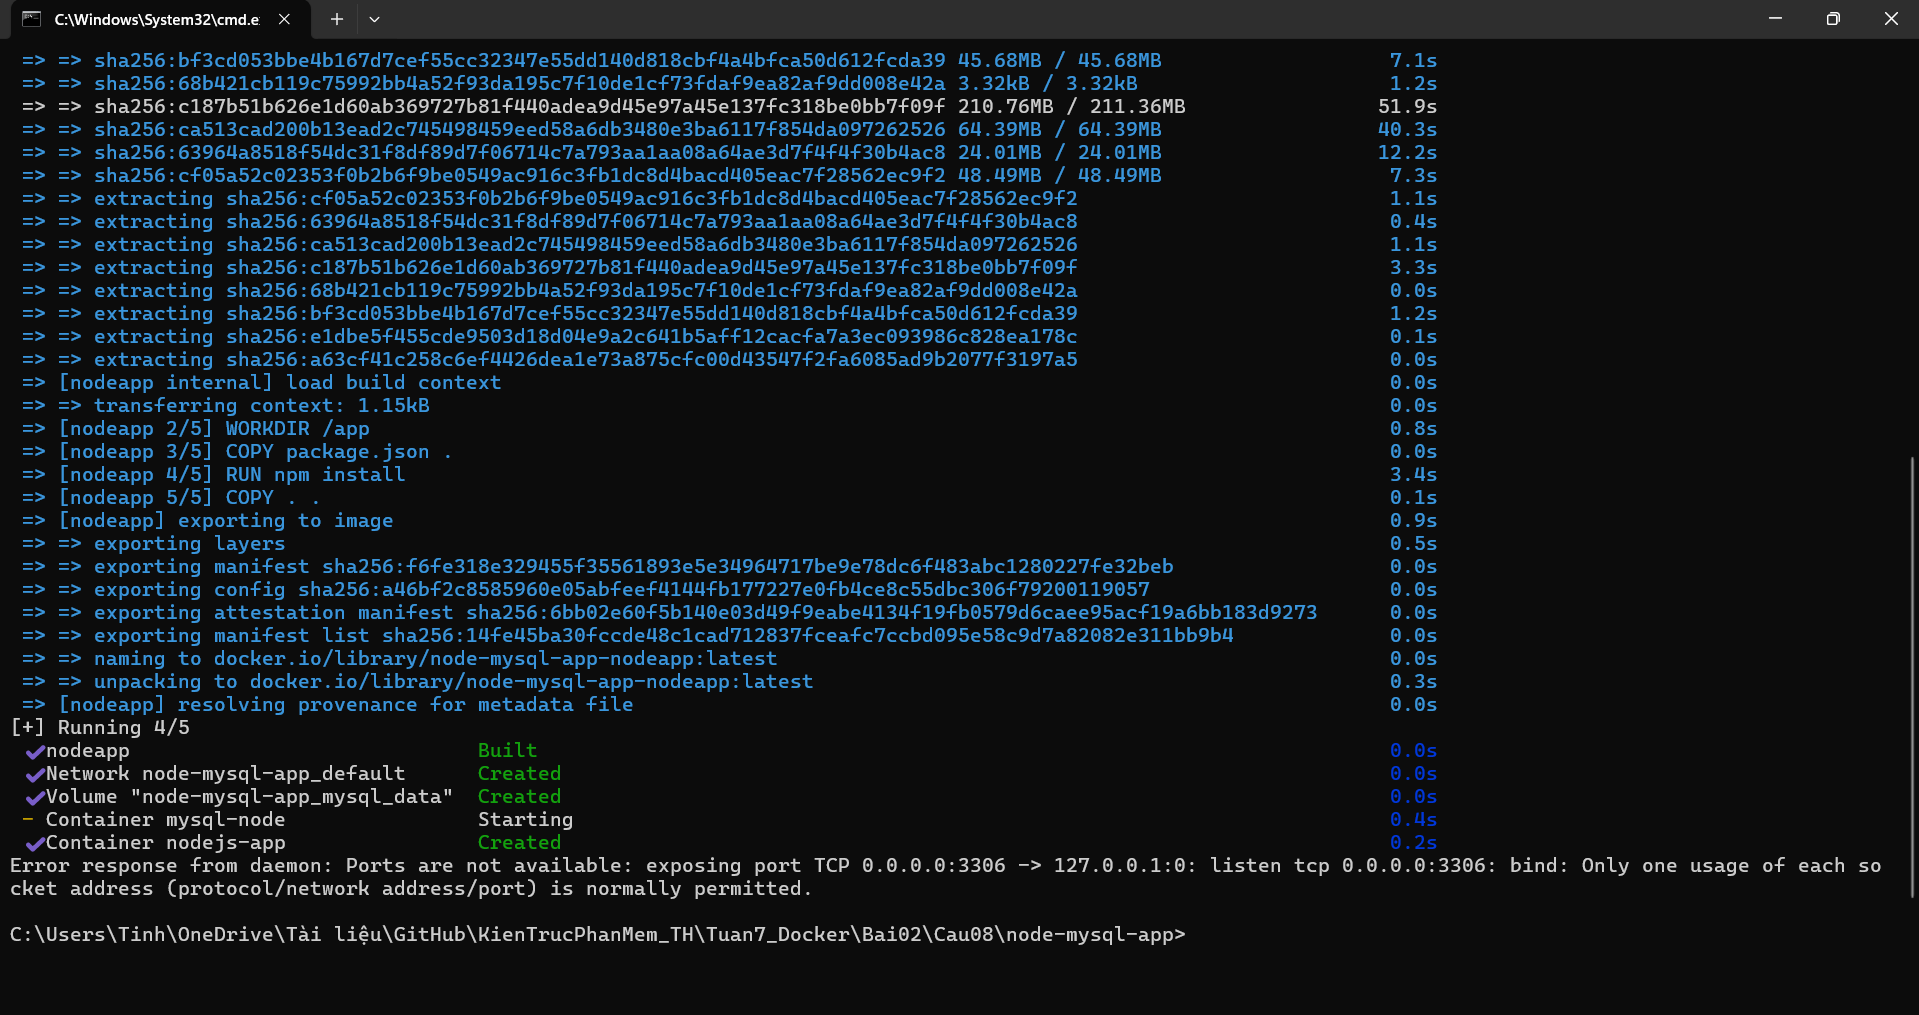 C:\Windows\System32\cmd.e
=> => sha256:bf3cd053bbe4b167d7cef55cc32347e55dd140d818cbf4a4bfca50d612fcda39 45.68MB / 45.68MB 7.1s
=> => sha256:68b421cb119c75992bb4a52f93da195c7f10de1cf73fdaf9ea82af9dd008e42a 3.32kB / 3.32kB 1.2s
=> => sha256:c187b51b626e1d60ab369727b81f440adea9d45e97a45e137fc318be0bb7f09f 210.76MB / 211.36MB 51.9s
=> => sha256:ca513cad200b13ead2c745498459eed58a6db3480e3ba6117f854da097262526 64.39MB / 64.39MB 40.3s
=> => sha256:63964a8518f54dc31f8df89d7f06714c7a793aa1aa08a64ae3d7f4f4f30b4ac8 24.01MB / 24.01MB 12.2s
=> => sha256:cf05a52c02353f0b2b6f9be0549ac916c3fb1dc8d4bacd405eac7f28562ec9f2 48.49MB / 48.49MB 7.3s
=> => extracting sha256:cf05a52c02353f0b2b6f9be0549ac916c3fb1dc8d4bacd405eac7f28562ec9f2 1.1s
=> => extracting sha256:63964a8518f54dc31f8df89d7f06714c7a793aa1aa08a64ae3d7f4f4f30b4ac8 0.4s
=> => extracting sha256:ca513cad200b13ead2c745498459eed58a6db3480e3ba6117f854da097262526 1.1s
=> => extracting sha256:c187b51b626e1d60ab369727b81f440adea9d45e97a45e137fc318be0bb7f09f 3.3s
=> => extracting sha256:68b421cb119c75992bb4a52f93da195c7f10de1cf73fdaf9ea82af9dd008e42a 0.0s
=> => extracting sha256:bf3cd053bbe4b167d7cef55cc32347e55dd140d818cbf4a4bfca50d612fcda39 1.2s
=> => extracting sha256:e1dbe5f455cde9503d18d04e9a2c641b5aff12cacfa7a3ec093986c828ea178c 0.1s
=> => extracting sha256:a63cf41c258c6ef4426dea1e73a875cfc00d43547f2fa6085ad9b2077f3197a5 0.0s
=> [nodeapp internal] load build context 0.0s
=> => transferring context: 1.15kB 0.0s
=> [nodeapp 2/5] WORKDIR /app 0.8s
=> [nodeapp 3/5] COPY package.json . 0.0s
=> [nodeapp 4/5] RUN npm install 3.4s
=> [nodeapp 5/5] COPY . . 0.1s
=> [nodeapp] exporting to image 0.9s
=> => exporting layers 0.5s
=> => exporting manifest sha256:f6fe318e329455f35561893e5e34964717be9e78dc6f483abc1280227fe32beb 0.0s
=> => exporting config sha256:a46bf2c8585960e05abfeef4144fb177227e0fb4ce8c55dbc306f79200119057 0.0s
=> => exporting attestation manifest sha256:6bb02e60f5b140e03d49f9eabe4134f19fb0579d6caee95acf19a6bb183d9273 0.0s
=> => exporting manifest list sha256:14fe45ba30fccde48c1cad712837fceafc7ccbd095e58c9d7a82082e311bb9b4 0.0s
=> => naming to docker.io/library/node-mysql-app-nodeapp:latest 0.0s
=> => unpacking to docker.io/library/node-mysql-app-nodeapp:latest 0.3s
=> [nodeapp] resolving provenance for metadata file 0.0s
[+] Running 4/5
✔nodeapp Built 0.0s
✔Network node-mysql-app_default Created 0.0s
✔Volume "node-mysql-app_mysql_data" Created 0.0s
- Container mysql-node Starting 0.4s
✔Container nodejs-app Created 0.2s
Error response from daemon: Ports are not available: exposing port TCP 0.0.0.0:3306 -> 127.0.0.1:0: listen tcp 0.0.0.0:3306: bind: Only one usage of each so
cket address (protocol/network address/port) is normally permitted.
C:\Users\Tinh\OneDrive\Tài liệu\GitHub\KienTrucPhanMem_TH\Tuan7_Docker\Bai02\Cau08\node-mysql-app>